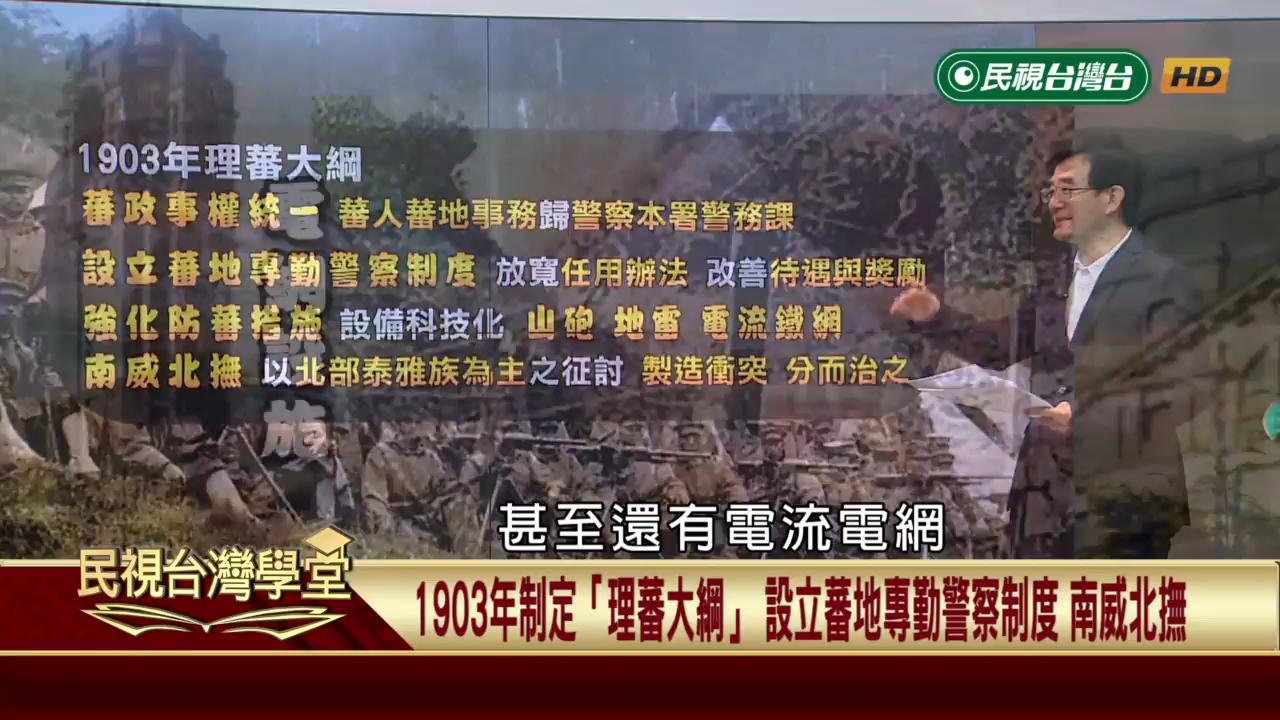 民視台灣台 HD
1903年理蕃大綱
蕃政事權統一 蕃人蕃地事務歸警察本署警務課
設立蕃地專勤警察制度 放寬任用辦法 改善待遇與獎勵
強化防蕃措施 設備科技化 山砲 地雷 電流鐵網
南威北撫 以北部泰雅族為主之征討 製造衝突 分而治之
甚至還有電流電網
民視台灣學堂
1903年制定「理蕃大綱」 設立蕃地專勤警察制度 南威北撫